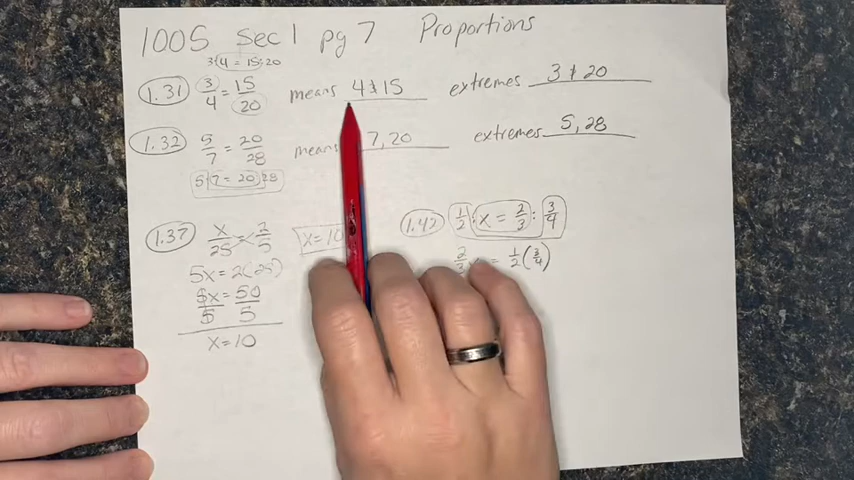 1005 Sec 1 pg 7 Proportions
3:4 = 15:20
1.31 3/4 = 15/20 means 4 & 15 extremes 3 & 20
1.32 5/7 = 20/28 means 7, 20 extremes 5, 28
5:7 = 20:28
1.37 x/25 = 2/5 x=10
5x = 2(25)
5x/5 = 50/5
x=10
1.42 1/2 : x = 2/3 : 3/4
= 1/2 (3/4)